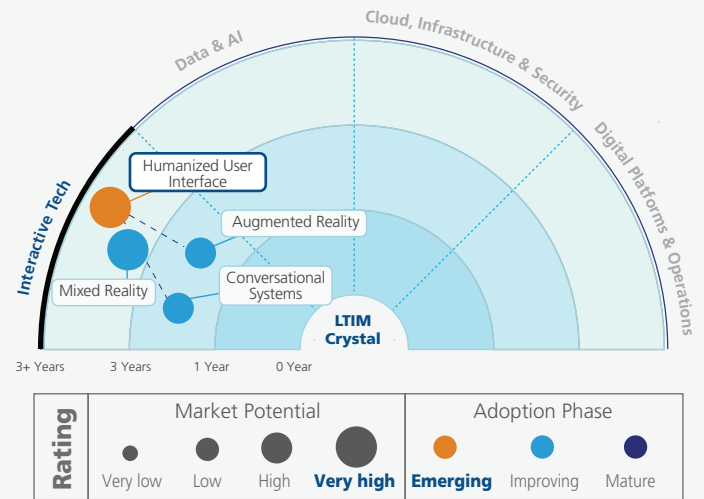 Data & AI
Cloud, Infrastructure & Security
Digital Platforms & Operations
Interactive Tech
Humanized User
Interface
Augmented Reality
Mixed Reality
Conversational
Systems
LTIM
Crystal
3+ Years
3 Years
1 Year
0 Year
Rating
Market Potential
Very low
Low
High
Very high
Adoption Phase
Emerging
Improving
Mature